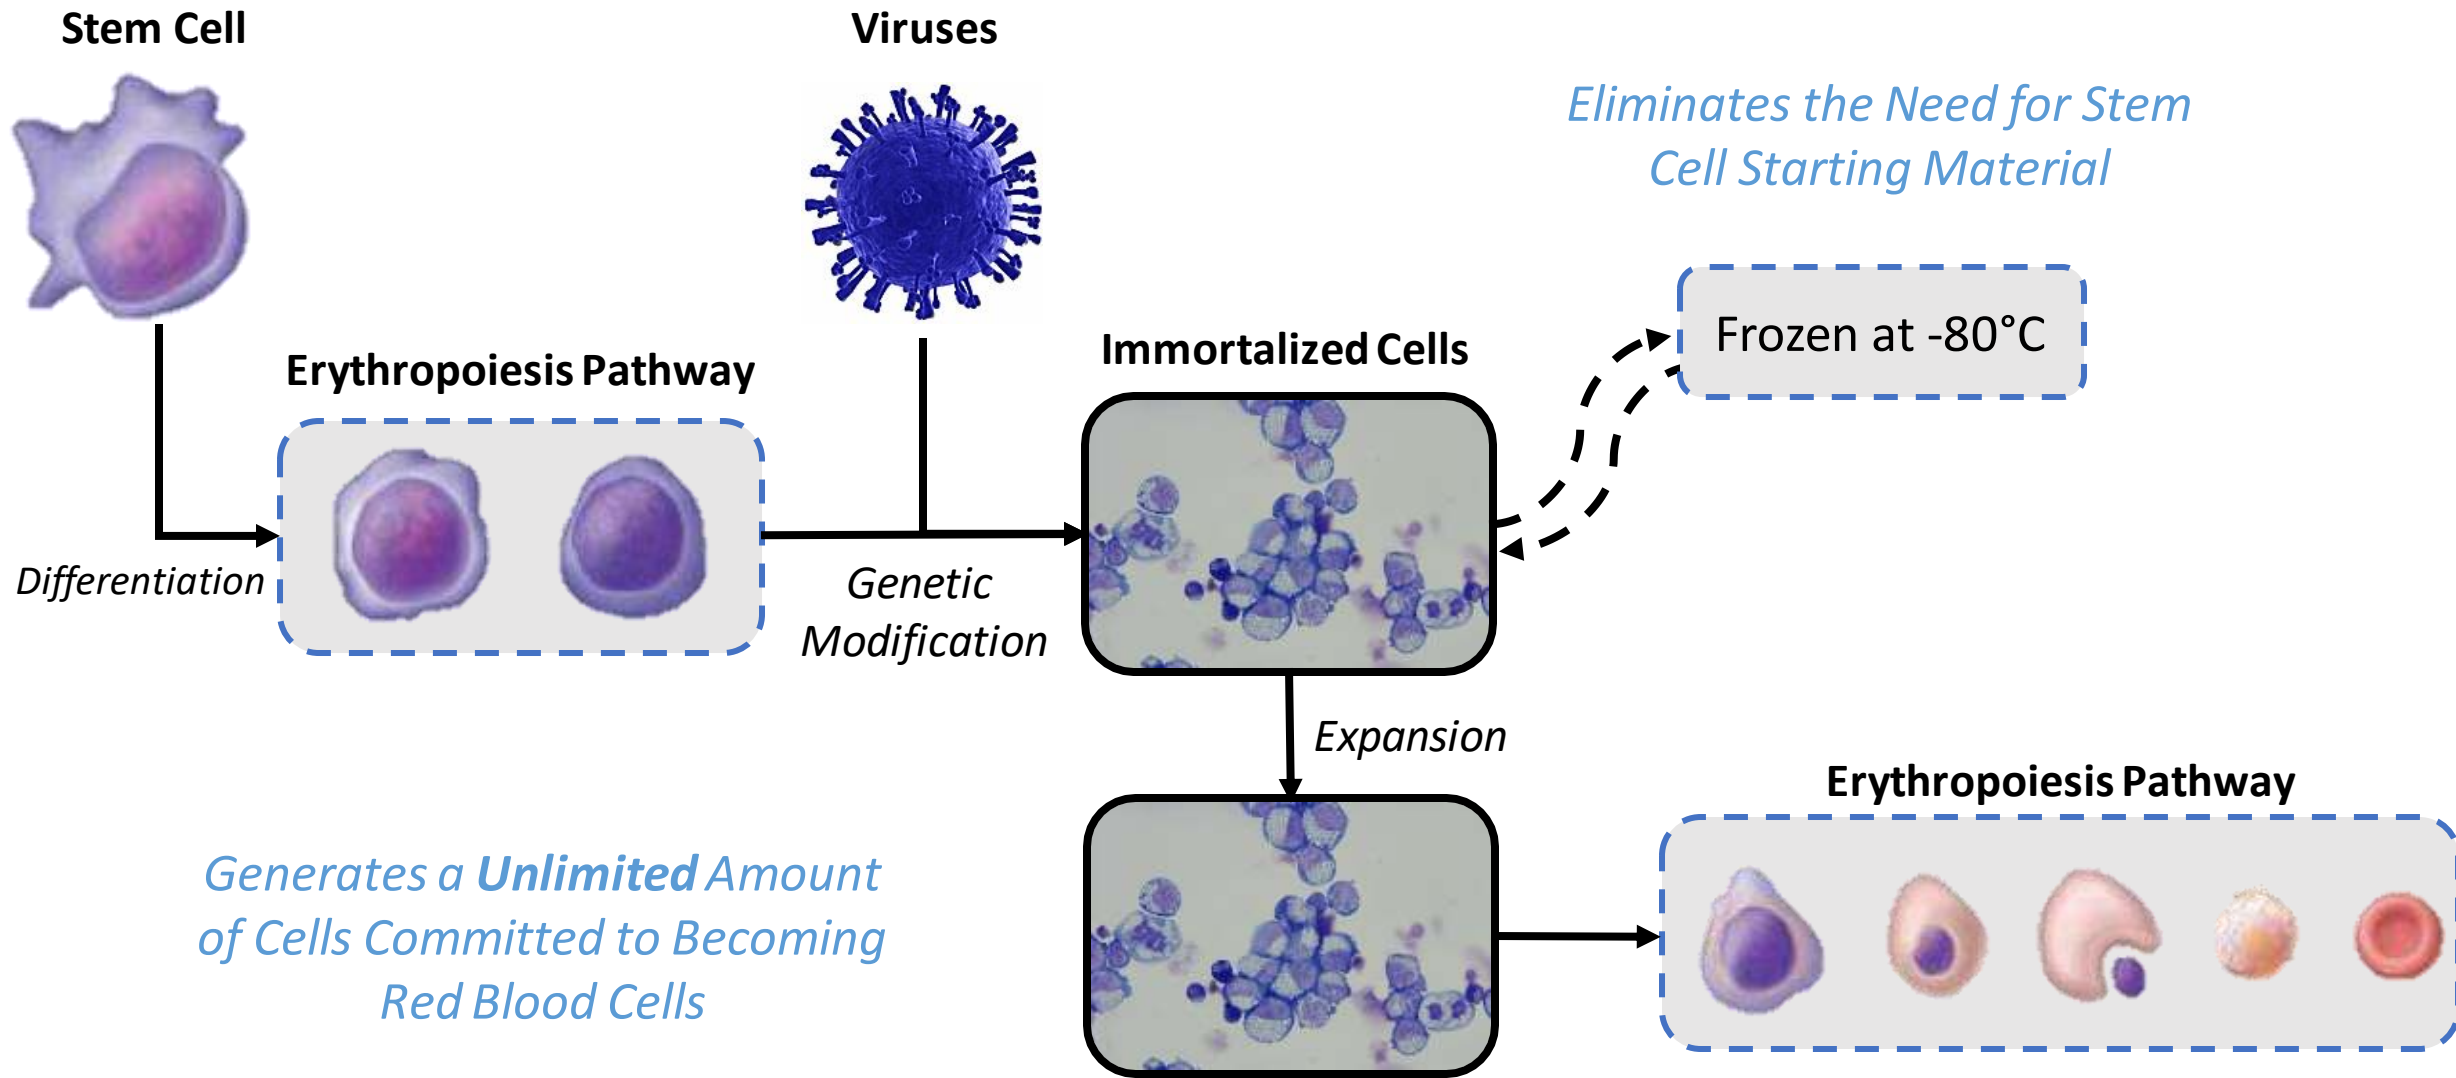 Stem Cell
Viruses
Eliminates the Need for Stem
Cell Starting Material
Frozen at -80°C
Immortalized Cells
Erythropoiesis Pathway
Differentiation
Genetic
Modification
Expansion
Erythropoiesis Pathway
Generates a Unlimited Amount
of Cells Committed to Becoming
Red Blood Cells